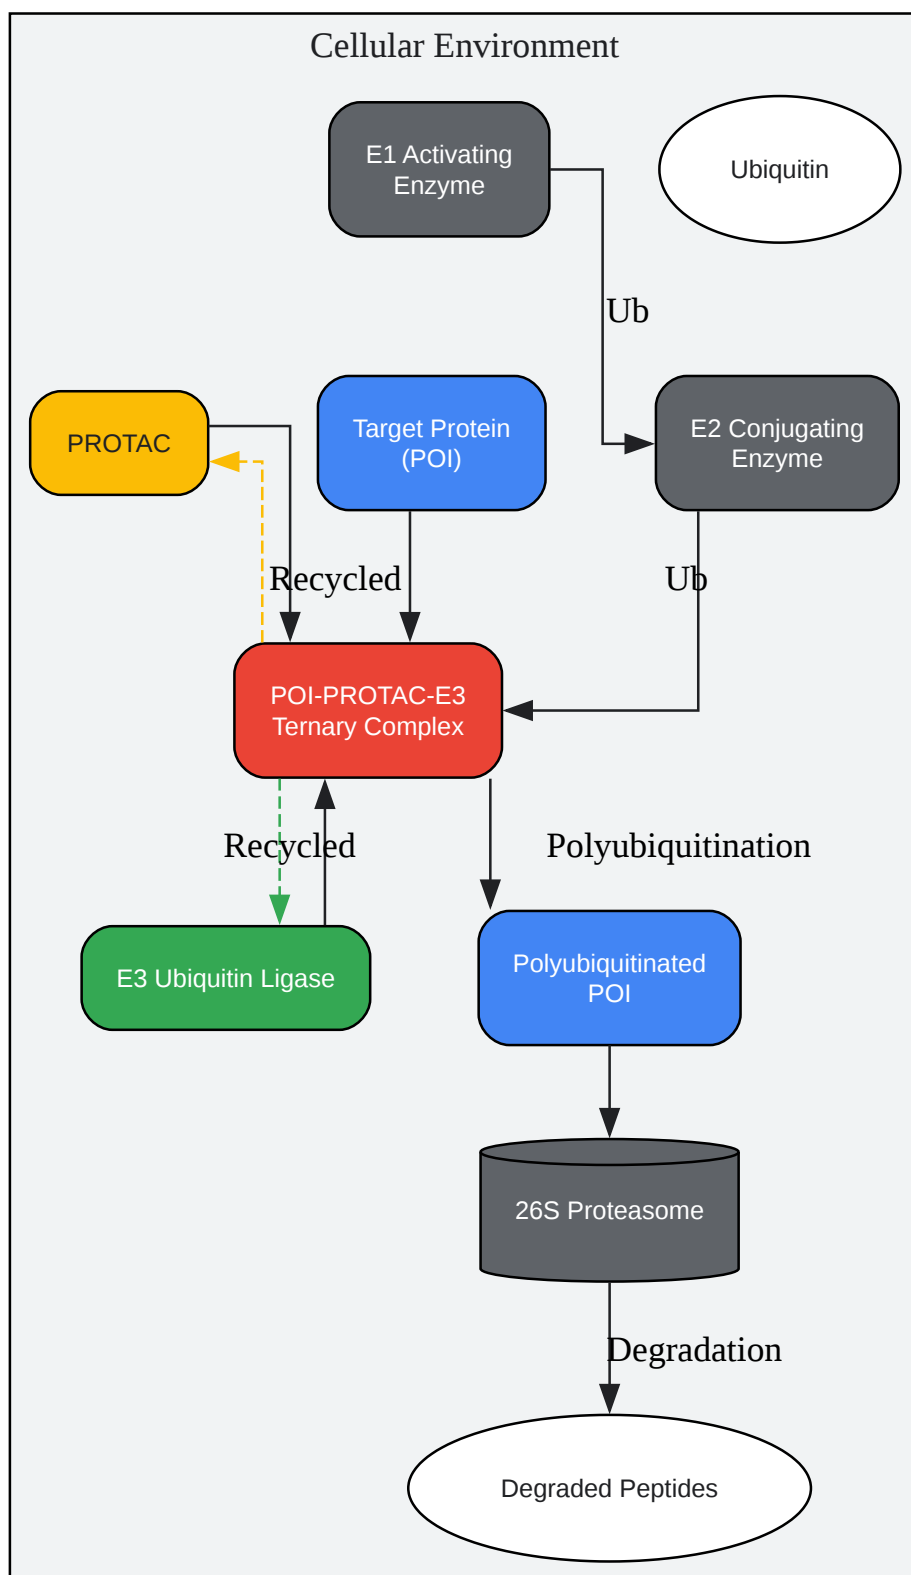 Cellular Environment
E1 Activating
Enzyme
Ubiquitin
Ub
PROTAC
Target Protein
(POI)
E2 Conjugating
Enzyme
Recycled
Ub
POI-PROTAC-E3
Ternary Complex
Recycled
Polyubiquitination
E3 Ubiquitin Ligase
Polyubiquitinated
POI
26S Proteasome
Degradation
Degraded Peptides